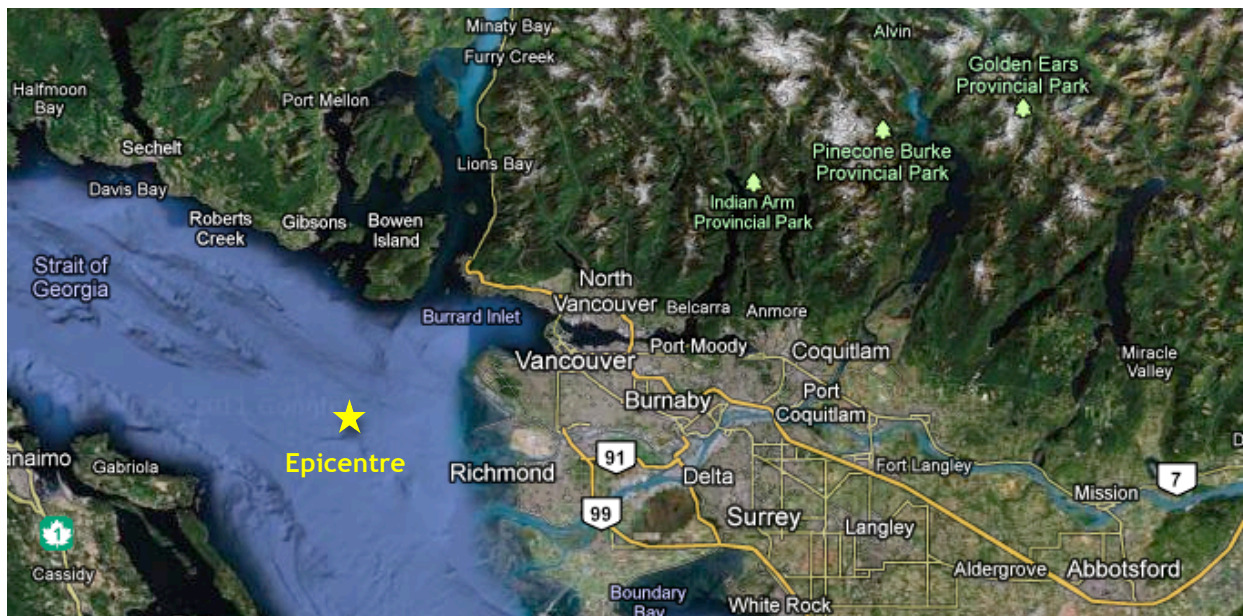 Minaty Bay
Furry Creek
Alvin
Golden Ears
Provincial Park
Halfmoon
Bay
Port Mellon
Sechelt
Lions Bay
Pinecone Burke
Provincial Park
Davis Bay
Indian Arm
Provincial Park
Roberts
Creek
Gibsons
Bowen
Island
Strait of
Georgia
North
Vancouver
Belcarra
Anmore
Burrard Inlet
Vancouver
Port Moody
Coquitlam
Miracle
Valley
Burnaby
Port
Coquitlam
Epicentre
anaimo
Gabriola
Richmond
91
Delta
Fort Langley
7
Mission
99
Surrey
Langley
1
Cassidy
Aldergrove
Abbotsford
Boundary
Bay
White Rock